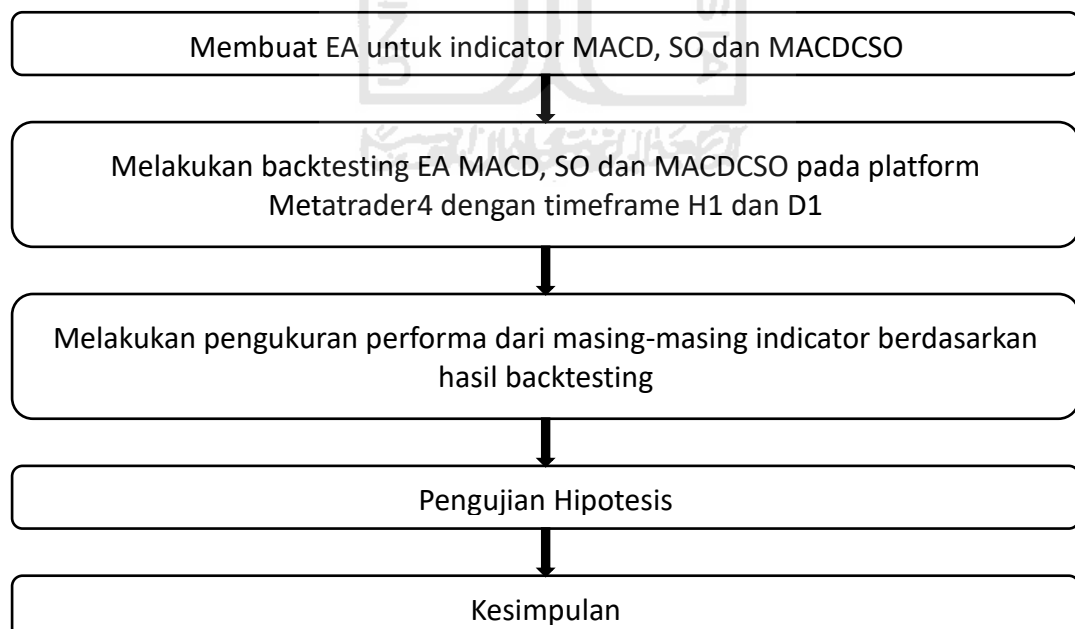 Membuat EA untuk indicator MACD, SO dan MACDCSO
Melakukan backtesting EA MACD, SO dan MACDCSO pada platform
Metatrader4 dengan timeframe H1 dan D1
Melakukan pengukuran performa dari masing-masing indicator berdasarkan
hasil backtesting
Pengujian Hipotesis
Kesimpulan